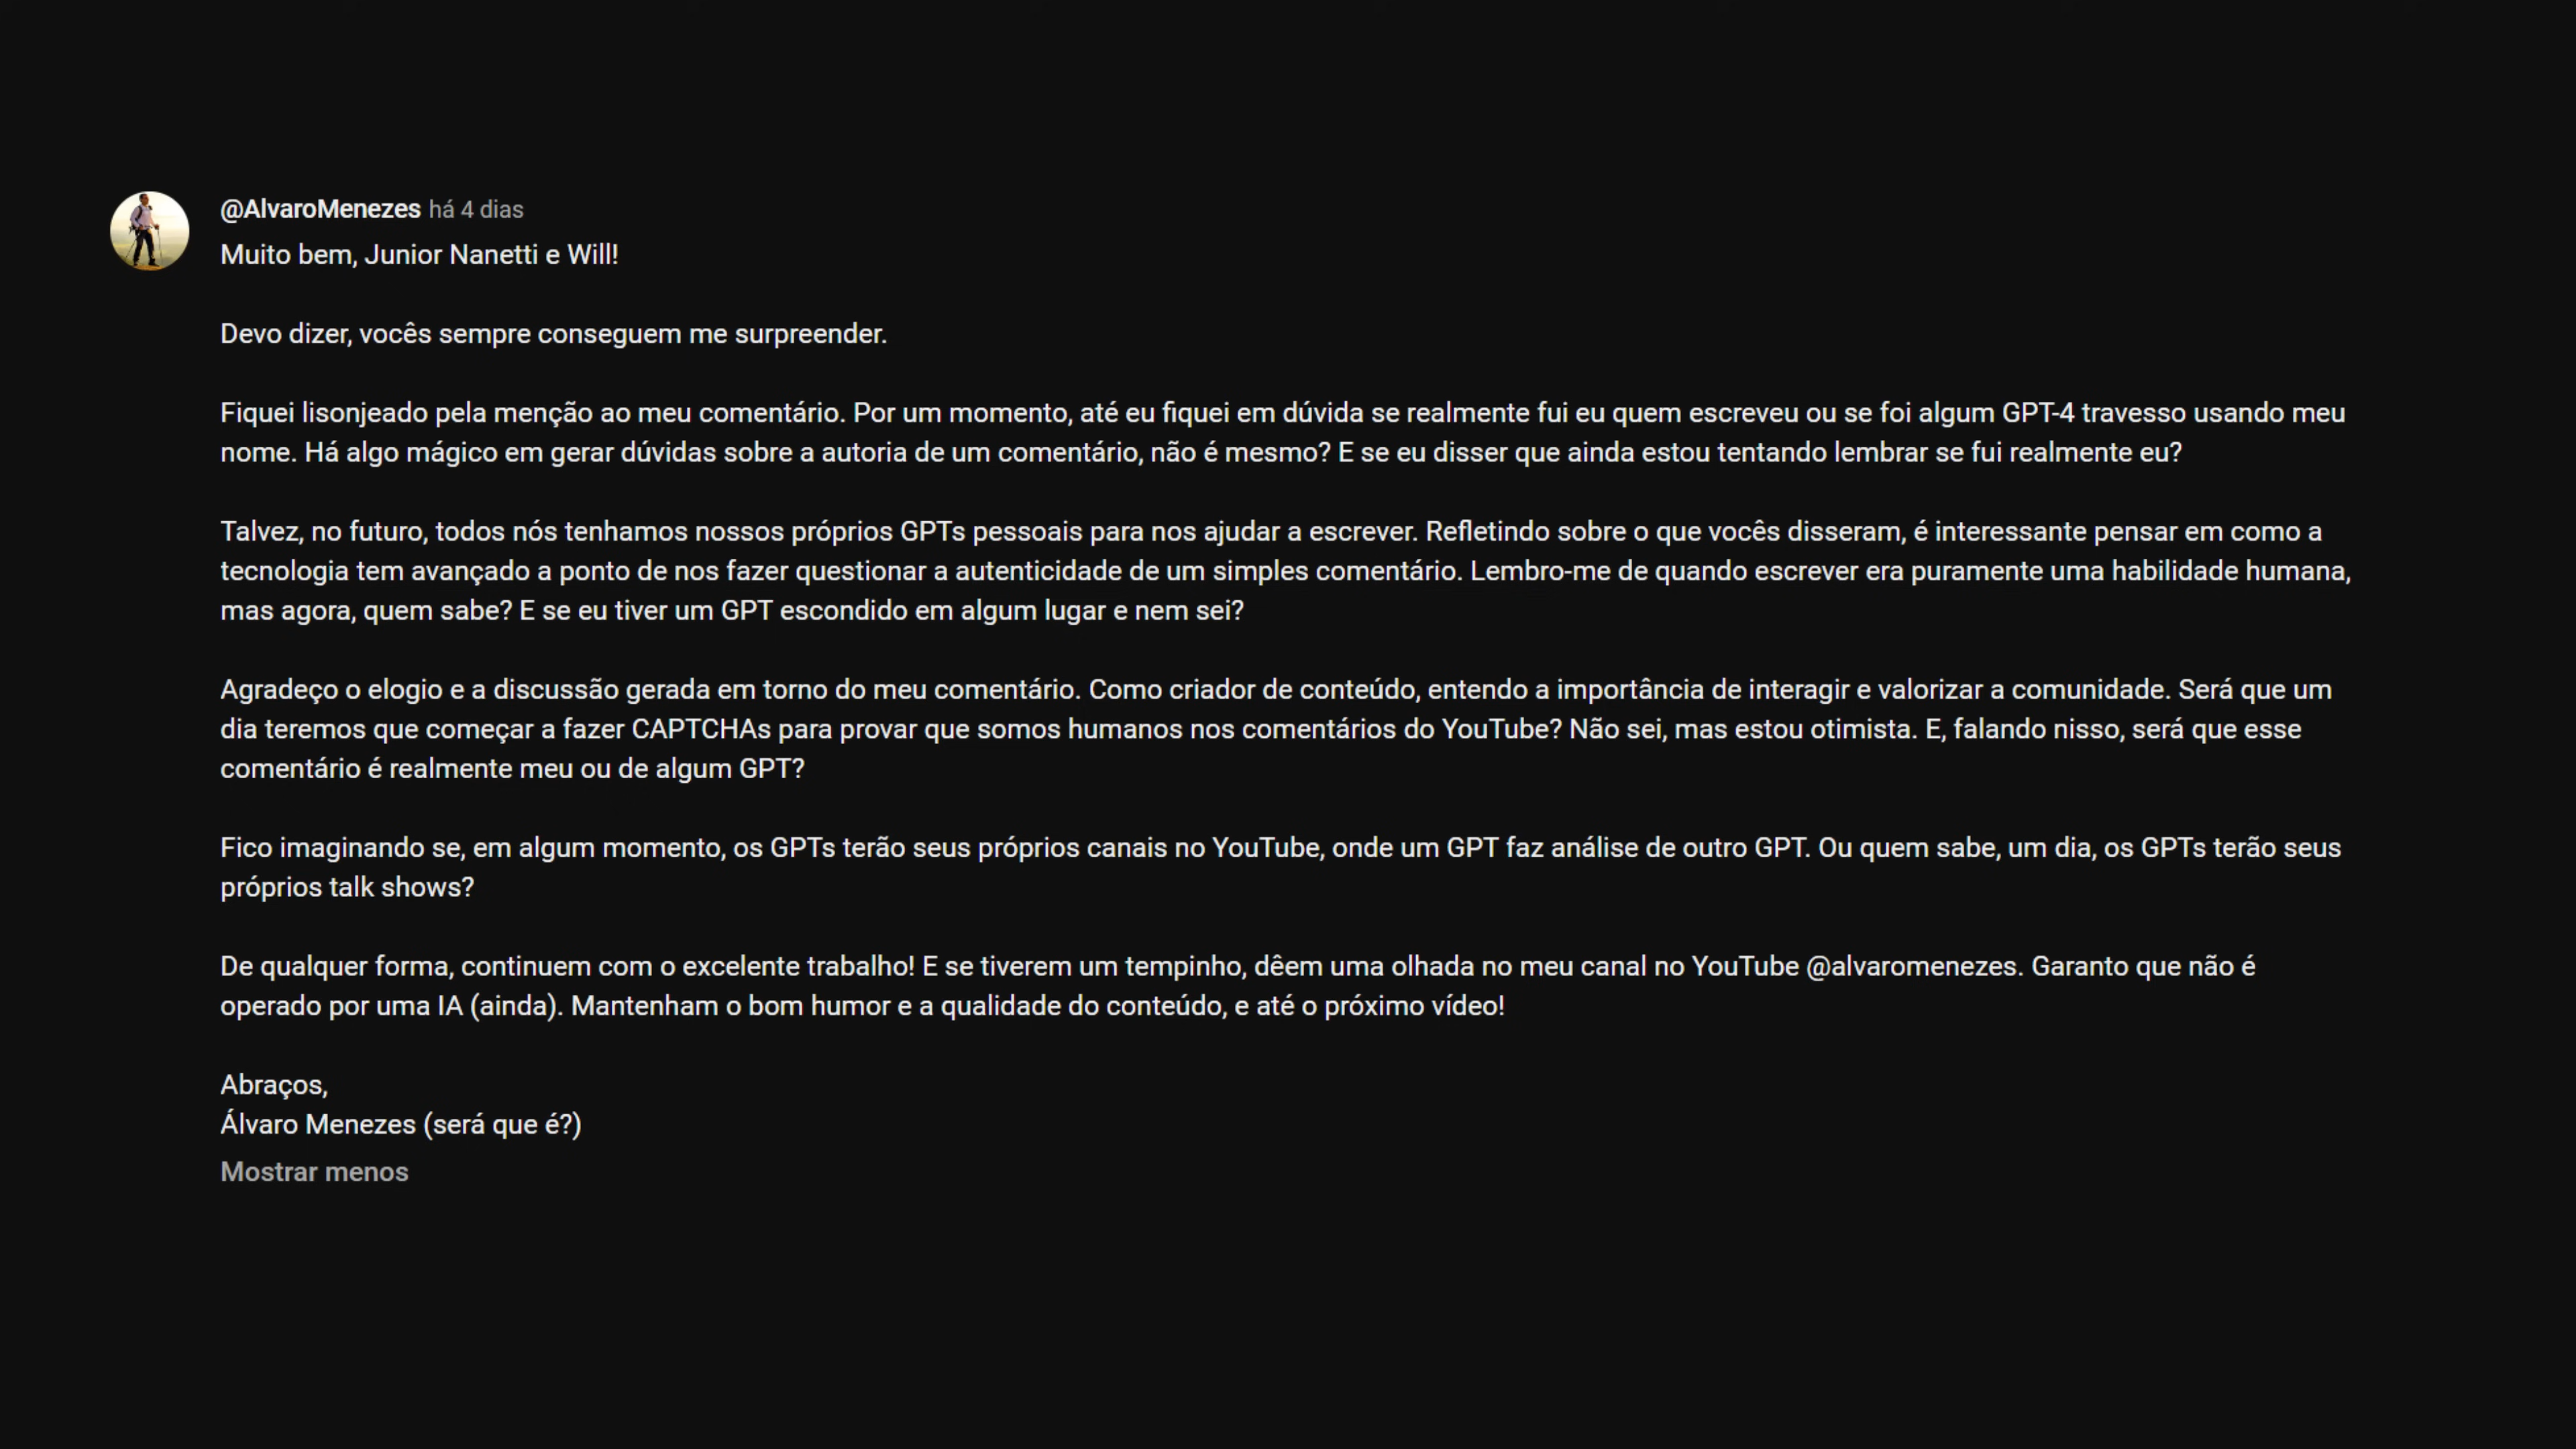 @AlvaroMenezes há 4 dias
Muito bem, Junior Nanetti e Will!
Devo dizer, vocês sempre conseguem me surpreender.
Fiquei lisonjeado pela menção ao meu comentário. Por um momento, até eu fiquei em dúvida se realmente fui eu quem escreveu ou se foi algum GPT-4 travesso usando meu
nome. Há algo mágico em gerar dúvidas sobre a autoria de um comentário, não é mesmo? E se eu disser que ainda estou tentando lembrar se fui realmente eu?
Talvez, no futuro, todos nós tenhamos nossos próprios GPTs pessoais para nos ajudar a escrever. Refletindo sobre o que vocês disseram, é interessante pensar em como a
tecnologia tem avançado a ponto de nos fazer questionar a autenticidade de um simples comentário. Lembro-me de quando escrever era puramente uma habilidade humana,
mas agora, quem sabe? E se eu tiver um GPT escondido em algum lugar e nem sei?
Agradeço o elogio e a discussão gerada em torno do meu comentário. Como criador de conteúdo, entendo a importância de interagir e valorizar a comunidade. Será que um
dia teremos que começar a fazer CAPTCHAs para provar que somos humanos nos comentários do YouTube? Não sei, mas estou otimista. E, falando nisso, será que esse
comentário é realmente meu ou de algum GPT?
Fico imaginando se, em algum momento, os GPTs terão seus próprios canais no YouTube, onde um GPT faz análise de outro GPT. Ou quem sabe, um dia, os GPTs terão seus
próprios talk shows?
De qualquer forma, continuem com o excelente trabalho! E se tiverem um tempinho, dêem uma olhada no meu canal no YouTube @alvaromenezes. Garanto que não é
operado por uma IA (ainda). Mantenham o bom humor e a qualidade do conteúdo, e até o próximo vídeo!
Abraços,
Álvaro Menezes (será que é?)
Mostrar menos